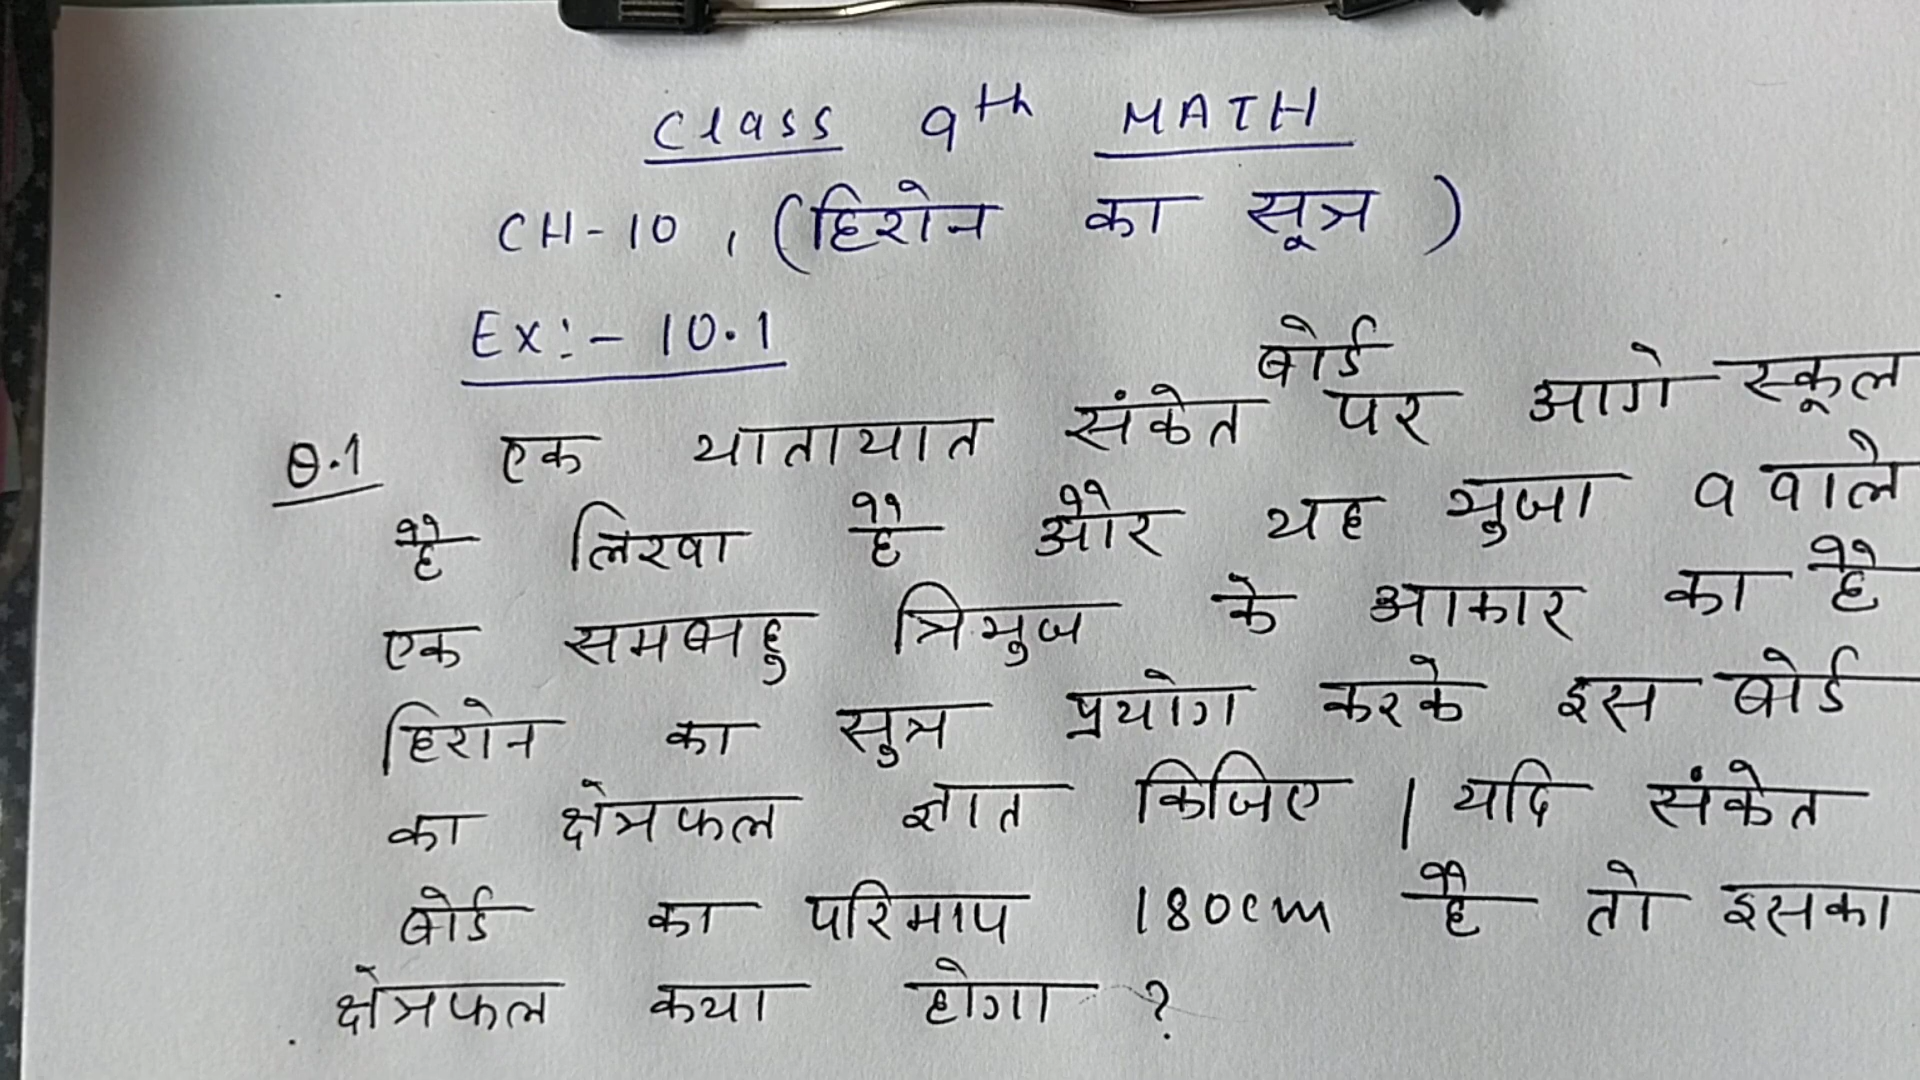 Class 9th MATH
CH-10, (हिरोन का सूत्र)
Ex:- 10.1
Q.1 एक यातायात संकेत बोर्ड पर आगे स्कूल
है लिखा है और यह भुजा a वाले
एक समबाहु त्रिभुज के आकार का है
हिरोन का सुत्र प्रयोग करके इस बोर्ड
का क्षेत्रफल ज्ञात किजिए । यदि संकेत
बोर्ड का परिमाप 180cm है तो इसका
क्षेत्रफल कया होगा ?